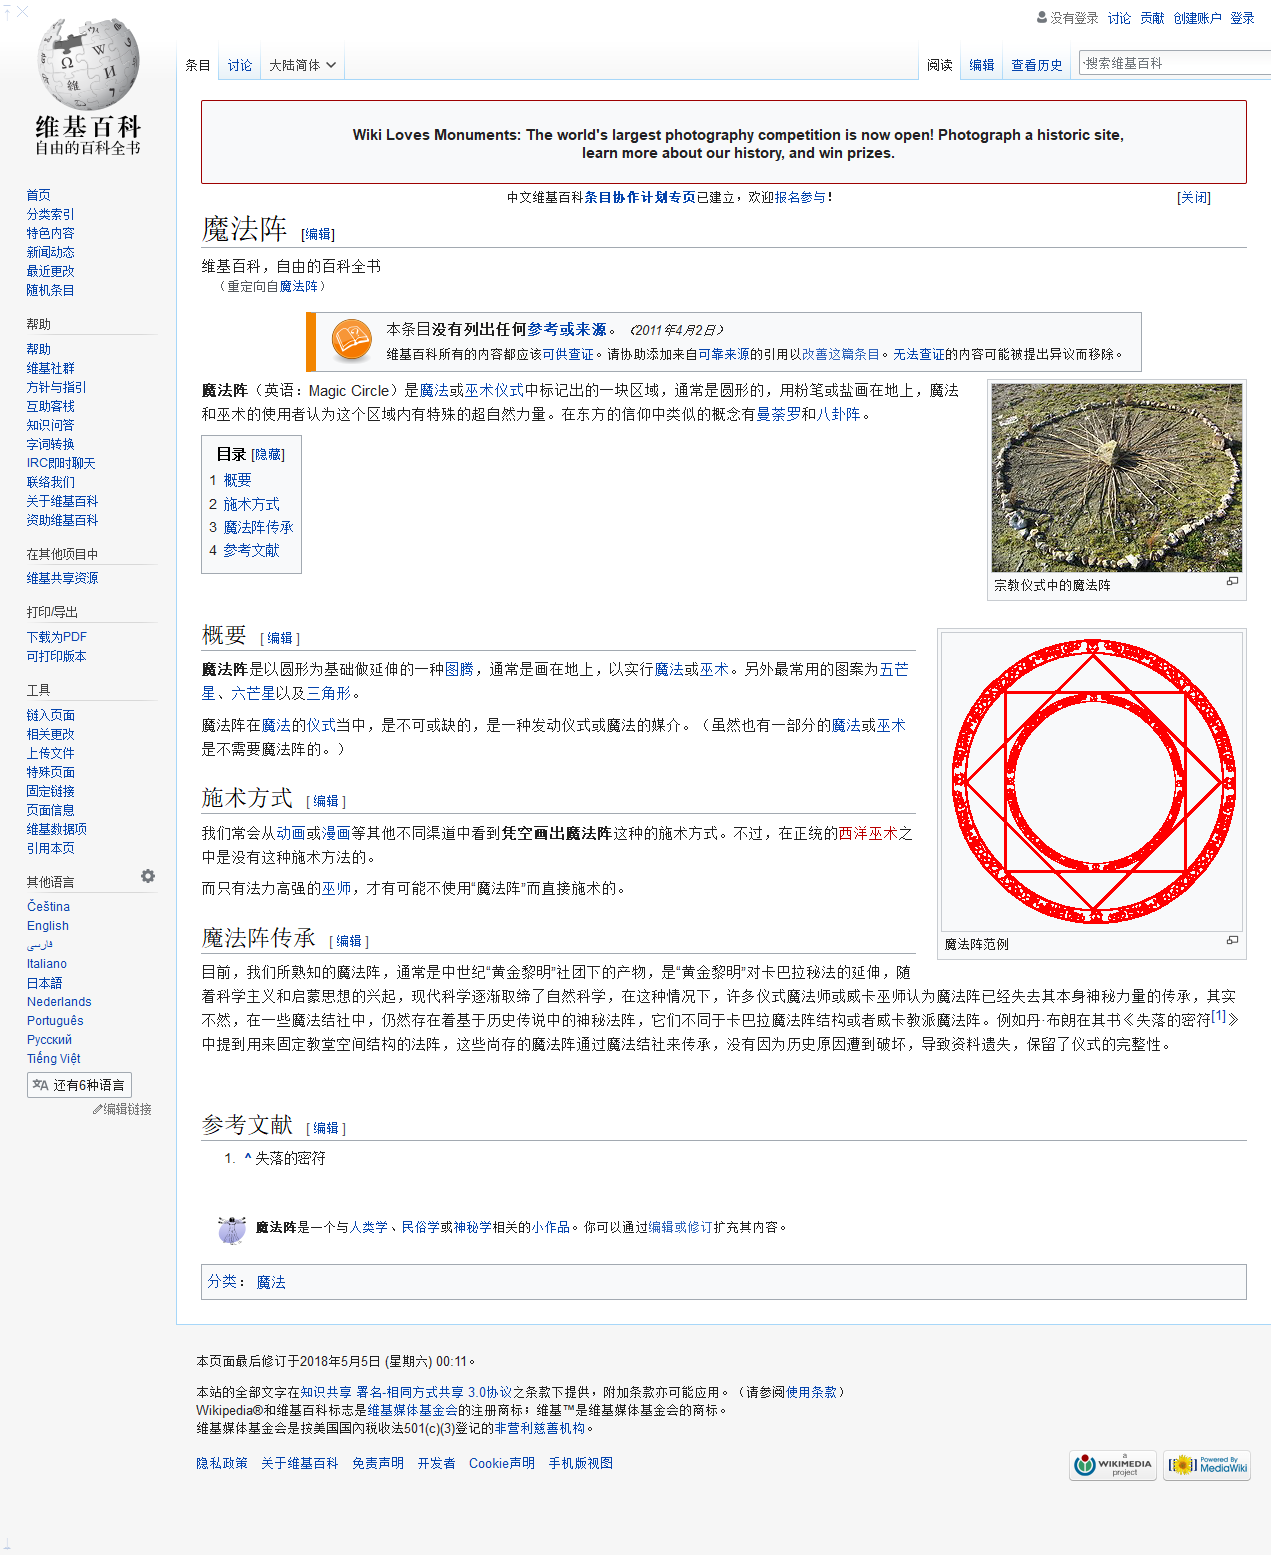 没有登录 讨论 贡献 创建账户 登录
条目 讨论 大陆简体 阅读 编辑 查看历史 搜索维基百科
维基百科
自由的百科全书
Wiki Loves Monuments: The world's largest photography competition is now open! Photograph a historic site,
learn more about our history, and win prizes.
中文维基百科条目协作计划专页已建立，欢迎报名参与！ [关闭]
魔法阵 [编辑]
维基百科，自由的百科全书
（重定向自魔法阵）
本条目没有列出任何参考或来源。 （2011年4月2日）
维基百科所有的内容都应该可供查证。请协助添加来自可靠来源的引用以改善这篇条目。无法查证的内容可能被提出异议而移除。
魔法阵（英语：Magic Circle）是魔法或巫术仪式中标记出的一块区域，通常是圆形的，用粉笔或盐画在地上，魔法
和巫术的使用者认为这个区域内有特殊的超自然力量。在东方的信仰中类似的概念有曼荼罗和八卦阵。
目录 [隐藏]
1 概要
2 施术方式
3 魔法阵传承
4 参考文献
宗教仪式中的魔法阵
概要 [ 编辑 ]
魔法阵是以圆形为基础做延伸的一种图腾，通常是画在地上，以实行魔法或巫术。另外最常用的图案为五芒
星、六芒星以及三角形。
魔法阵在魔法的仪式当中，是不可或缺的，是一种发动仪式或魔法的媒介。（虽然也有一部分的魔法或巫术
是不需要魔法阵的。）
魔法阵范例
施术方式 [ 编辑 ]
我们常会从动画或漫画等其他不同渠道中看到凭空画出魔法阵这种的施术方式。不过，在正统的西洋巫术之
中是没有这种施术方法的。
而只有法力高强的巫师，才有可能不使用“魔法阵”而直接施术的。
魔法阵传承 [ 编辑 ]
目前，我们所熟知的魔法阵，通常是中世纪“黄金黎明”社团下的产物，是“黄金黎明”对卡巴拉秘法的延伸，随
着科学主义和启蒙思想的兴起，现代科学逐渐取缔了自然科学，在这种情况下，许多仪式魔法师或威卡巫师认为魔法阵已经失去其本身神秘力量的传承，其实
不然，在一些魔法结社中，仍然存在着基于历史传说中的神秘法阵，它们不同于卡巴拉魔法阵结构或者威卡教派魔法阵。例如丹·布朗在其书《失落的密符[1]》
中提到用来固定教堂空间结构的法阵，这些尚存的魔法阵通过魔法结社来传承，没有因为历史原因遭到破坏，导致资料遗失，保留了仪式的完整性。
参考文献 [ 编辑 ]
1. ^ 失落的密符
魔法阵是一个与人类学、民俗学或神秘学相关的小作品。你可以通过编辑或修订扩充其内容。
分类： 魔法
首页
分类索引
特色内容
新闻动态
最近更改
随机条目
帮助
帮助
维基社群
方针与指引
互助客栈
知识问答
字词转换
IRC即时聊天
联络我们
关于维基百科
资助维基百科
在其他项目中
维基共享资源
打印/导出
下载为PDF
可打印版本
工具
链入页面
相关更改
上传文件
特殊页面
固定链接
页面信息
维基数据项
引用本页
其他语言
Čeština
English
فارسی
Italiano
日本語
Nederlands
Português
Русский
Tiếng Việt
还有6种语言
编辑链接
本页面最后修订于2018年5月5日 (星期六) 00:11。
本站的全部文字在知识共享 署名-相同方式共享 3.0协议之条款下提供，附加条款亦可能应用。（请参阅使用条款）
Wikipedia®和维基百科标志是维基媒体基金会的注册商标；维基™是维基媒体基金会的商标。
维基媒体基金会是按美国国內税收法501(c)(3)登记的非营利慈善机构。
隐私政策 关于维基百科 免责声明 开发者 Cookie声明 手机版视图
a WIKIMEDIA project
Powered By MediaWiki